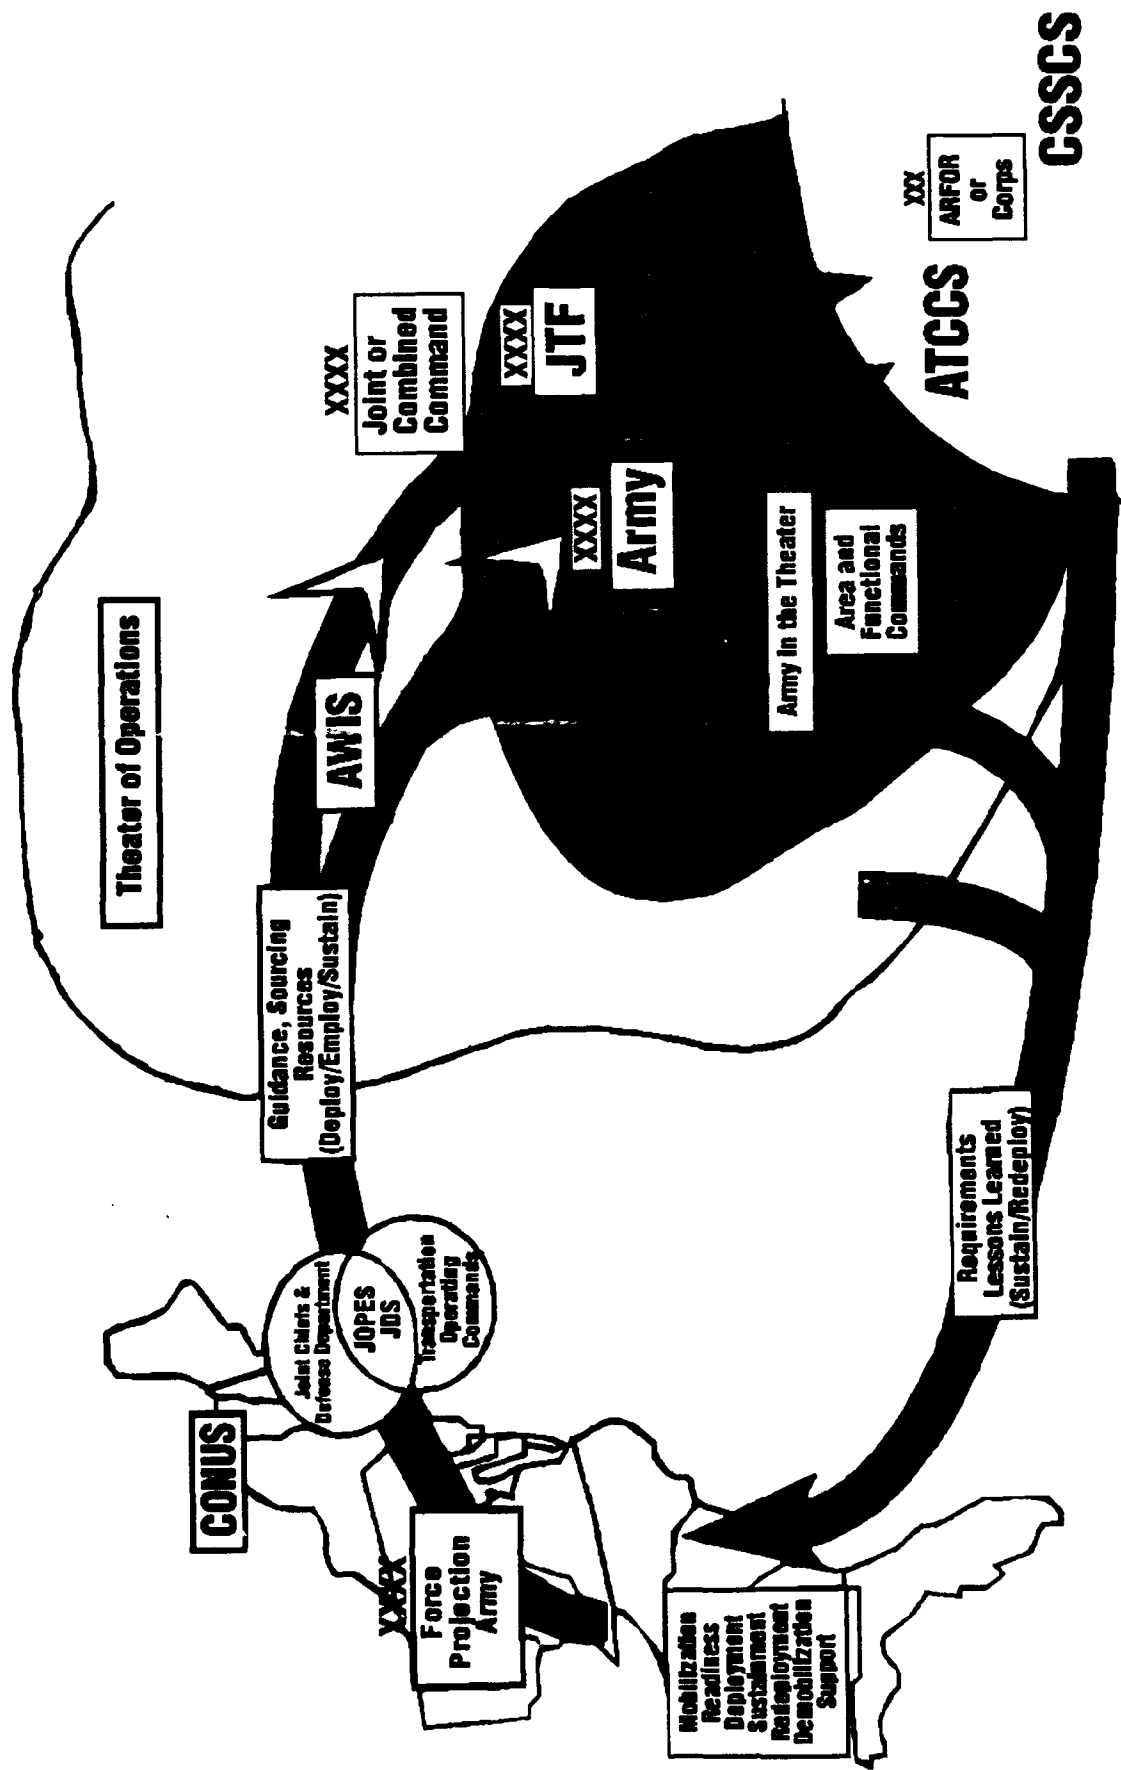 Theater of Operations
CONUS
Guidance, Sourcing
Resources
(Deploy/Employ/Sustain)
AWIS
XXXX
Joint or
Combined
Command
Joint Chiefs &
Defense Department
JOPES
JDS
Transportation
Operating
Commands
XXXX
Force
Projection
Army
XXXX
JTF
XXXX
Army
Army in the Theater
Area and
Functional
Commands
Mobilization
Readiness
Deployment
Sustainment
Redeployment
Demobilization
Support
Requirements
Lessons Learned
(Sustain/Redeploy)
ATCCS
XXX
ARFOR
or
Corps
CSSCS